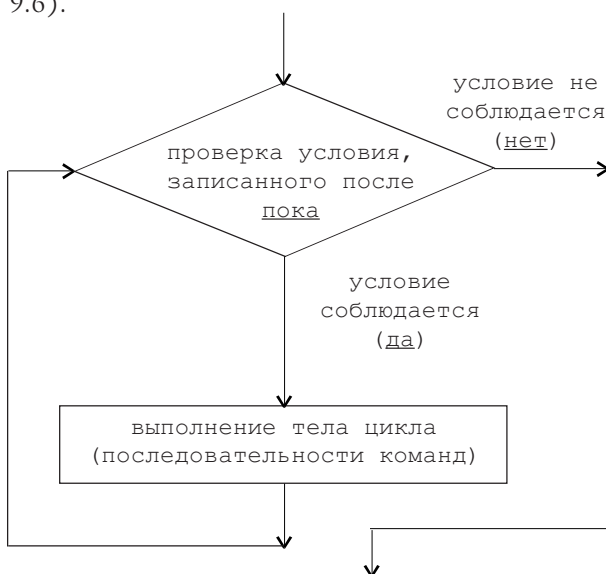 9.6).
условие не
соблюдается
(нет)
проверка условия,
записанного после
пока
условие
соблюдается
(да)
выполнение тела цикла
(последовательности команд)